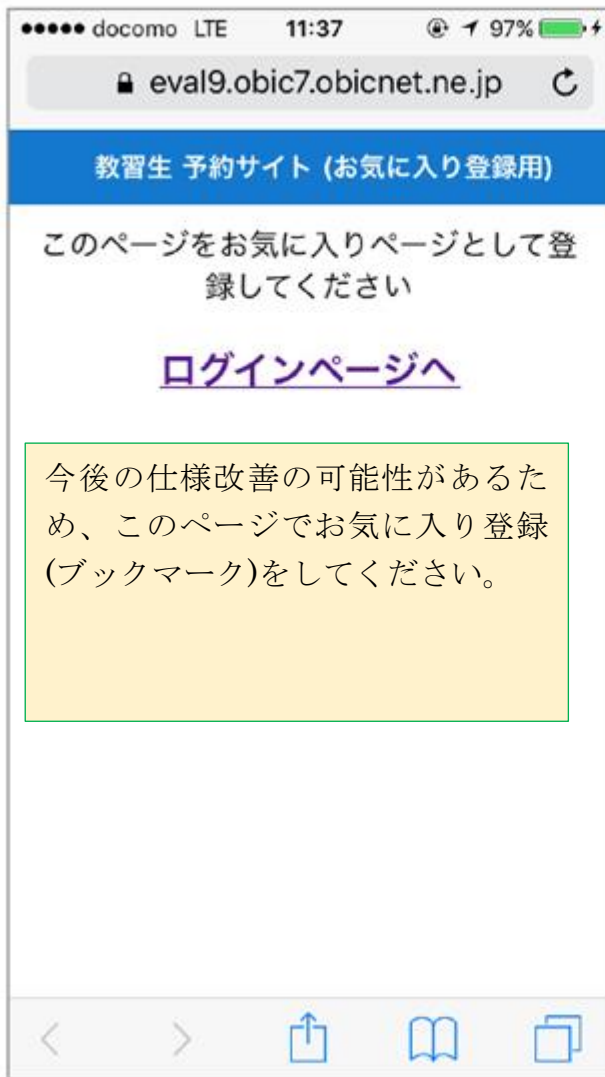 docomo LTE 11:37 97%
eval9.obic7.obicnet.ne.jp
教習生 予約サイト (お気に入り登録用)
このページをお気に入りページとして登
録してください
ログインページへ
今後の仕様改善の可能性があるた
め、このページでお気に入り登録
(ブックマーク)をしてください。